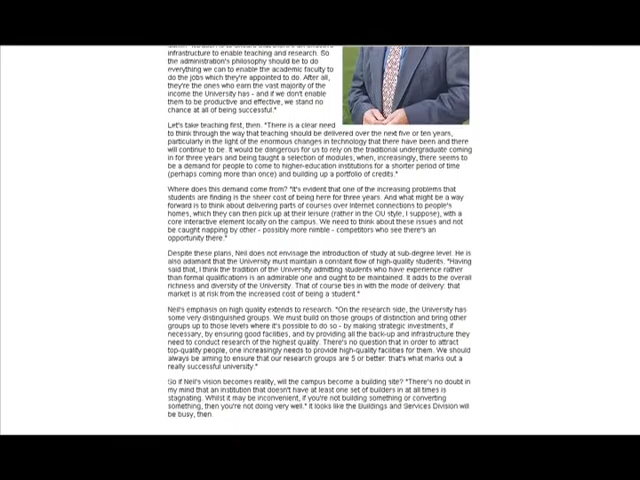 infrastructure to enable teaching and research. So
the administration's philosophy should be to do
everything we can to enable the academic faculty to
do the jobs which they're appointed to do. After all,
they're the ones who earn the vast majority of the
income the University has - and if we don't enable
them to be productive and effective, we stand no
chance at all of being successful."
Let's take teaching first, then. "There is a clear need
to think through the way that teaching should be delivered over the next five or ten years,
particularly in the light of the enormous changes in technology that there have been and there
will continue to be. It would be dangerous for us to rely on the traditional undergraduate coming
in for three years and being taught a selection of modules, when, increasingly, there seems to
be a demand for people to come to higher-education institutions for a shorter period of time
(perhaps coming more than once) and building up a portfolio of credits."
Where does this demand come from? "It's evident that one of the increasing problems that
students are finding is the sheer cost of being here for three years. And what might be a way
forward is to think about delivering parts of courses over Internet connections to people's
homes, which they can then pick up at their leisure (rather in the OU style, I suppose), with a
core interactive element locally on the campus. We need to think about these issues and not
be caught napping by other - possibly more nimble - competitors who see there's an
opportunity there."
Despite these plans, Neil does not envisage the introduction of study at sub-degree level. He is
also adamant that the University must maintain a constant flow of high-quality students. "Having
said that, I think the tradition of the University admitting students who have experience rather
than formal qualifications is an admirable one and ought to be maintained. It adds to the overall
richness and diversity of the University. That of course ties in with the mode of delivery: that
market is at risk from the increased cost of being a student."
Neil's emphasis on high quality extends to research. "On the research side, the University has
some very distinguished groups. We must build on those groups of distinction and bring other
groups up to those levels where it's possible to do so - by making strategic investments, if
necessary, by ensuring good facilities, and by providing all the back-up and infrastructure they
need to conduct research of the highest quality. There's no question that in order to attract
top-quality people, one increasingly needs to provide high-quality facilities for them. We should
always be aiming to ensure that our research groups are 5 or better: that's what marks out a
really successful university."
So if Neil's vision becomes reality, will the campus become a building site? "There's no doubt in
my mind that an institution that doesn't have at least one set of builders in at all times is
stagnating. Whilst it may be inconvenient, if you're not building something or converting
something, then you're not doing very well." It looks like the Buildings and Services Division will
be busy, then.